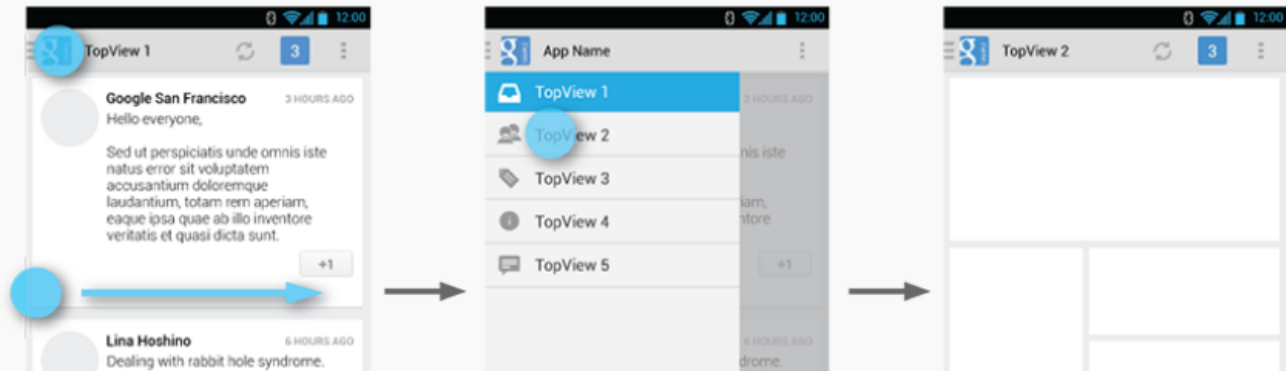 12:00
TopView 1
3
Google San Francisco 3 HOURS AGO
Hello everyone,
Sed ut perspiciatis unde omnis iste
natus error sit voluptatem
accusantium doloremque
laudantium, totam rem aperiam,
eaque ipsa quae ab illo inventore
veritatis et quasi dicta sunt.
+1
Lina Hoshino 6 HOURS AGO
Dealing with rabbit hole syndrome.
12:00
g App Name
TopView 1
TopView 2
TopView 3
TopView 4
TopView 5
3 HOURS AGO
nis iste
iam,
ntore
+1
6 HOURS AGO
drome.
12:00
g TopView 2
3